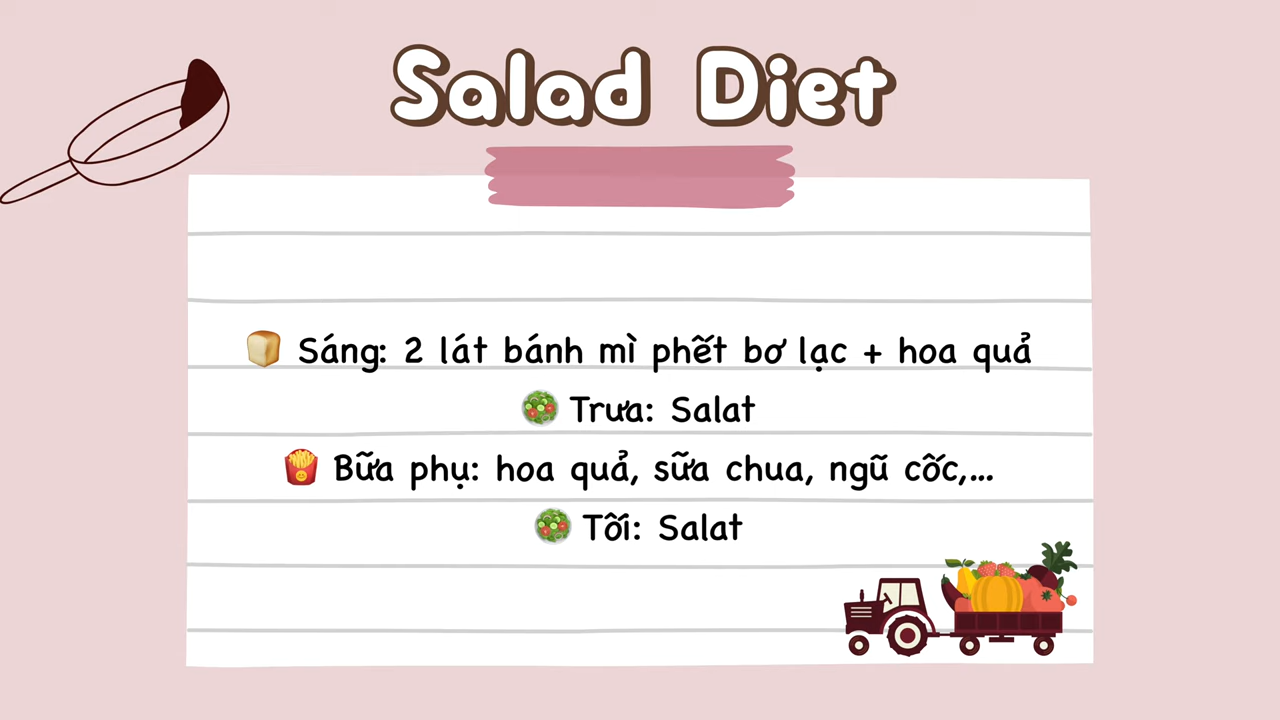 Salad Diet
🍞 Sáng: 2 lát bánh mì phết bơ lạc + hoa quả
🥗 Trưa: Salat
🍟 Bữa phụ: hoa quả, sữa chua, ngũ cốc,...
🥗 Tối: Salat